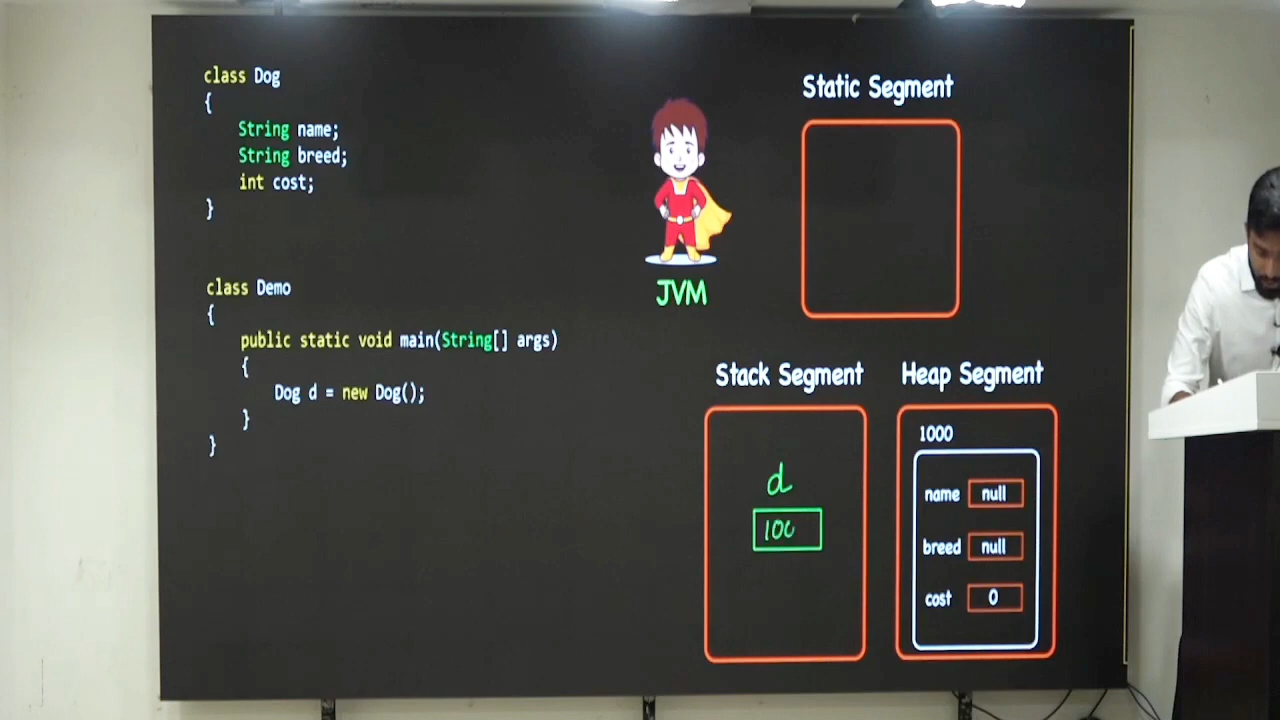 class Dog
{
String name;
String breed;
int cost;
}
class Demo
{
public static void main(String[] args)
{
Dog d = new Dog();
}
}
JVM
Static Segment
Stack Segment
d
100
Heap Segment
1000
name null
breed null
cost 0